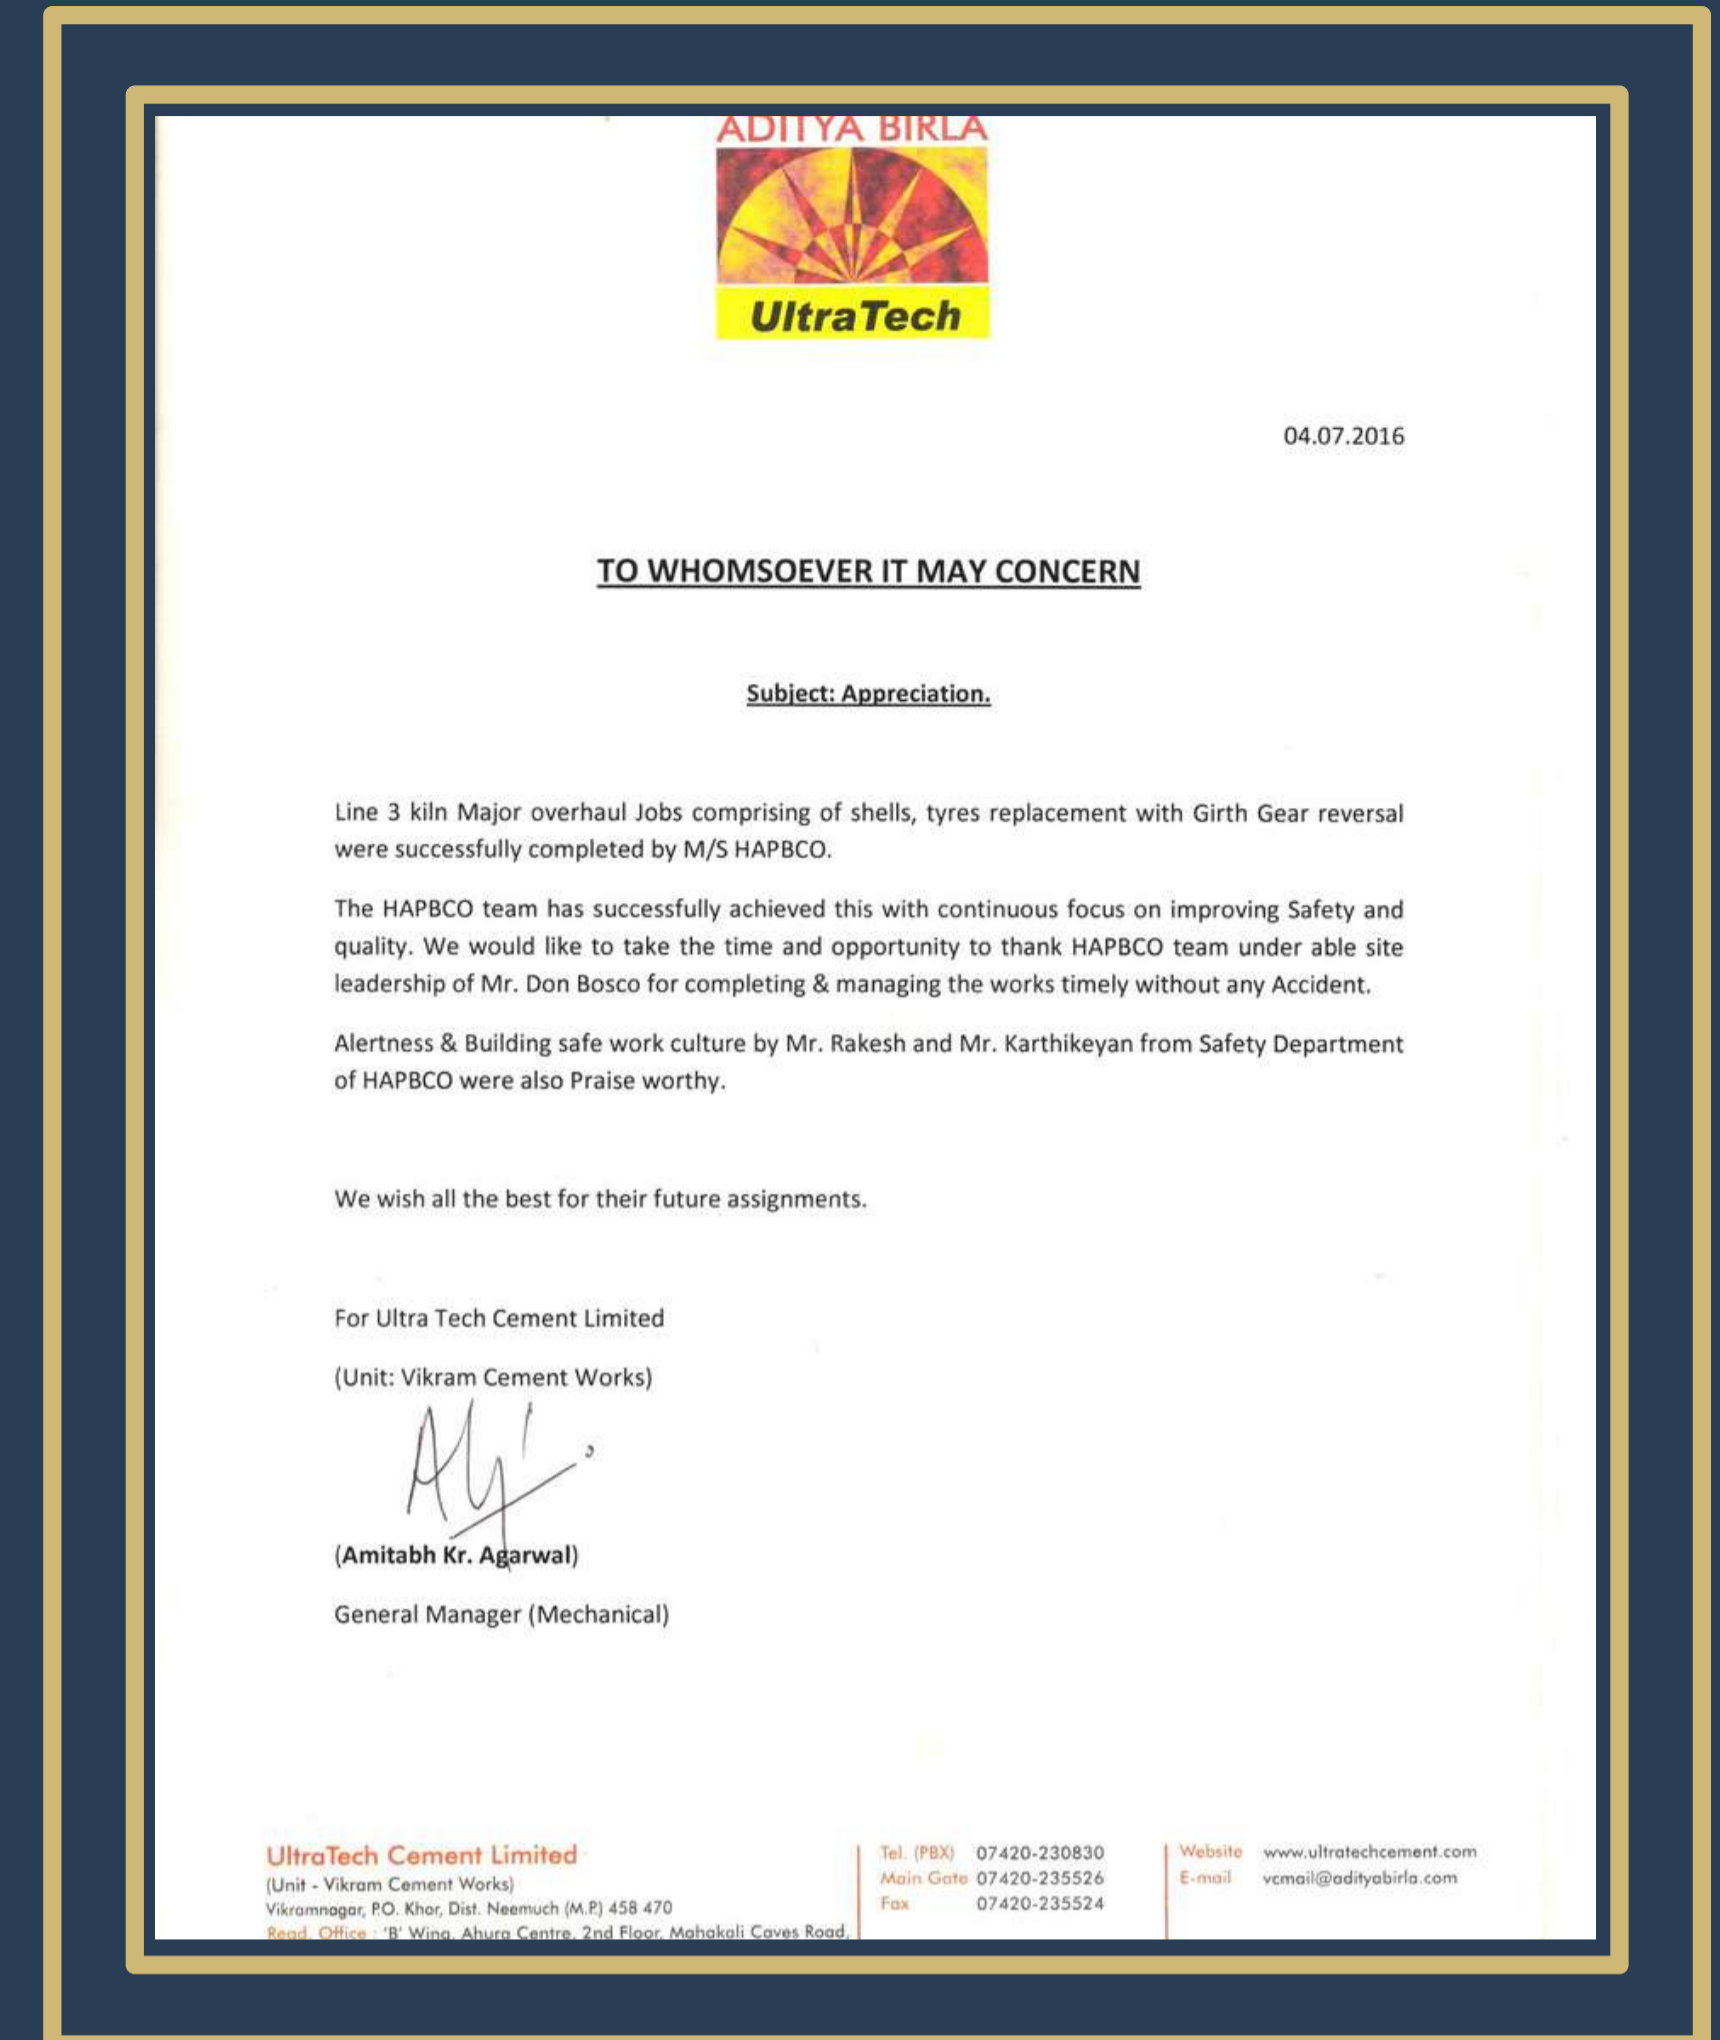 ADITYA BIRLA
UltraTech
04.07.2016
TO WHOMSOEVER IT MAY CONCERN
Subject: Appreciation.
Line 3 kiln Major overhaul Jobs comprising of shells, tyres replacement with Girth Gear reversal
were successfully completed by M/S HAPBCO.
The HAPBCO team has successfully achieved this with continuous focus on improving Safety and
quality. We would like to take the time and opportunity to thank HAPBCO team under able site
leadership of Mr. Don Bosco for completing & managing the works timely without any Accident.
Alertness & Building safe work culture by Mr. Rakesh and Mr. Karthikeyan from Safety Department
of HAPBCO were also Praise worthy.
We wish all the best for their future assignments.
For Ultra Tech Cement Limited
(Unit: Vikram Cement Works)
(Amitabh Kr. Agarwal)
General Manager (Mechanical)
UltraTech Cement Limited
(Unit - Vikram Cement Works)
Vikramnagar, P.O. Khor, Dist. Neemuch (M.P.) 458 470
Regd. Office : 'B' Wing, Ahura Centre, 2nd Floor, Mahakali Caves Road,
Tel. (PBX) 07420-230830
Main Gate 07420-235526
Fax 07420-235524
Website www.ultratechcement.com
E-mail vcmail@adityabirla.com